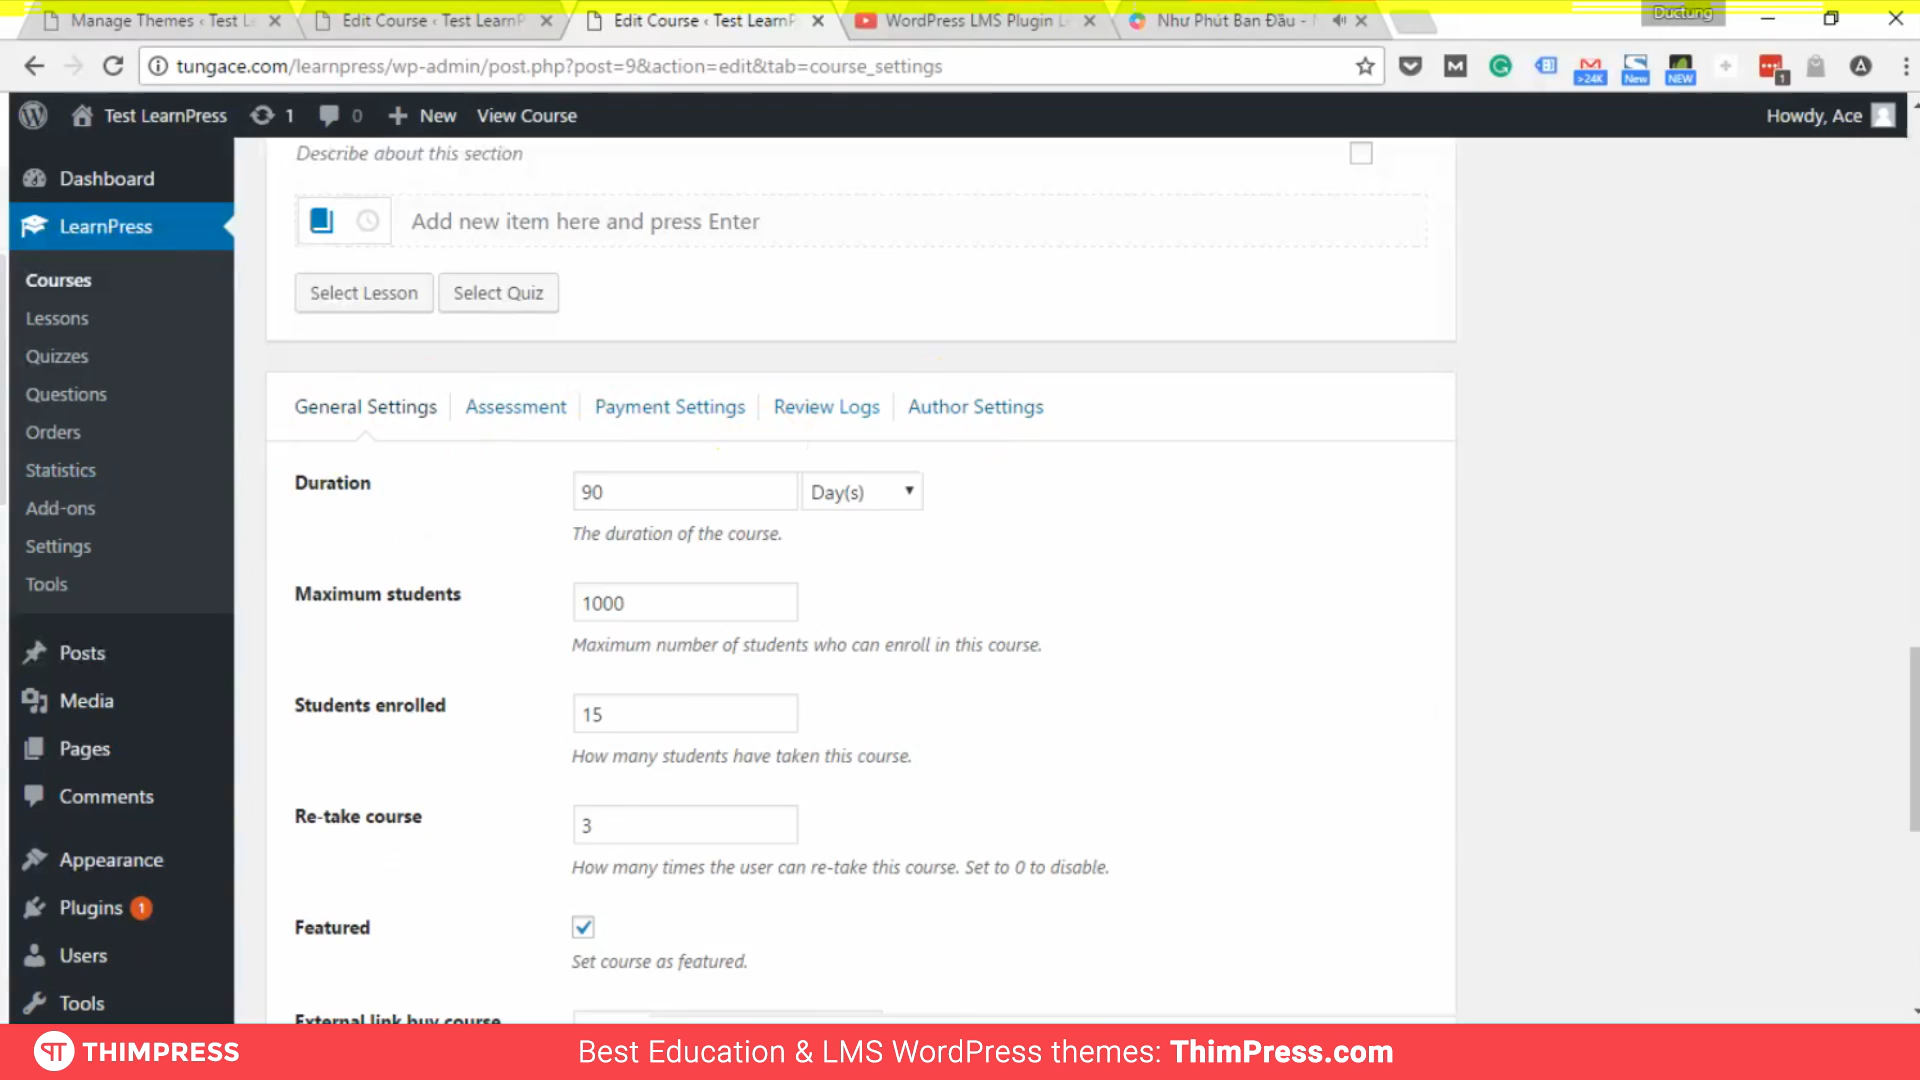 Manage Themes ‹ Test Le
Edit Course ‹ Test LearnP
Edit Course ‹ Test LearnP
WordPress LMS Plugin Le
Như Phút Ban Đầu -
Ductung
tungace.com/learnpress/wp-admin/post.php?post=9&action=edit&tab=course_settings
>24K
New
NEW
1
Test LearnPress
1
0
New
View Course
Howdy, Ace
Dashboard
LearnPress
Courses
Lessons
Quizzes
Questions
Orders
Statistics
Add-ons
Settings
Tools
Posts
Media
Pages
Comments
Appearance
Plugins 1
Users
Tools
Describe about this section
Add new item here and press Enter
Select Lesson
Select Quiz
General Settings
Assessment
Payment Settings
Review Logs
Author Settings
Duration
90
Day(s)
The duration of the course.
Maximum students
1000
Maximum number of students who can enroll in this course.
Students enrolled
15
How many students have taken this course.
Re-take course
3
How many times the user can re-take this course. Set to 0 to disable.
Featured
Set course as featured.
External link buy course
THIMPRESS
Best Education & LMS WordPress themes: ThimPress.com